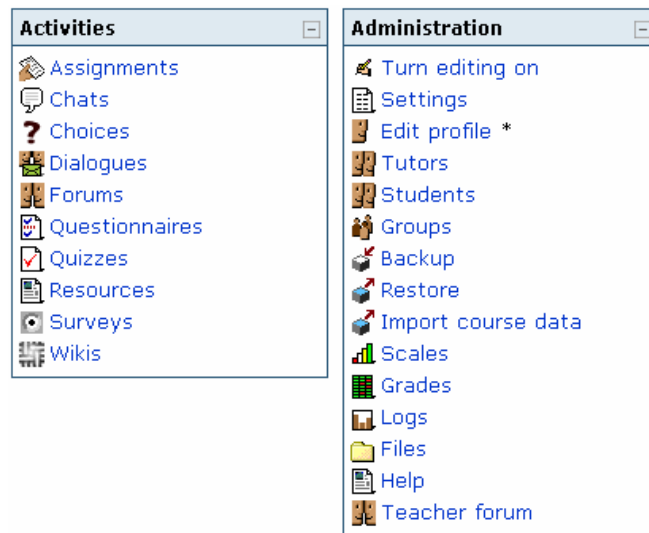 Activities
Assignments
Chats
Choices
Dialogues
Forums
Questionnaires
Quizzes
Resources
Surveys
Wikis
Administration
Turn editing on
Settings
Edit profile *
Tutors
Students
Groups
Backup
Restore
Import course data
Scales
Grades
Logs
Files
Help
Teacher forum